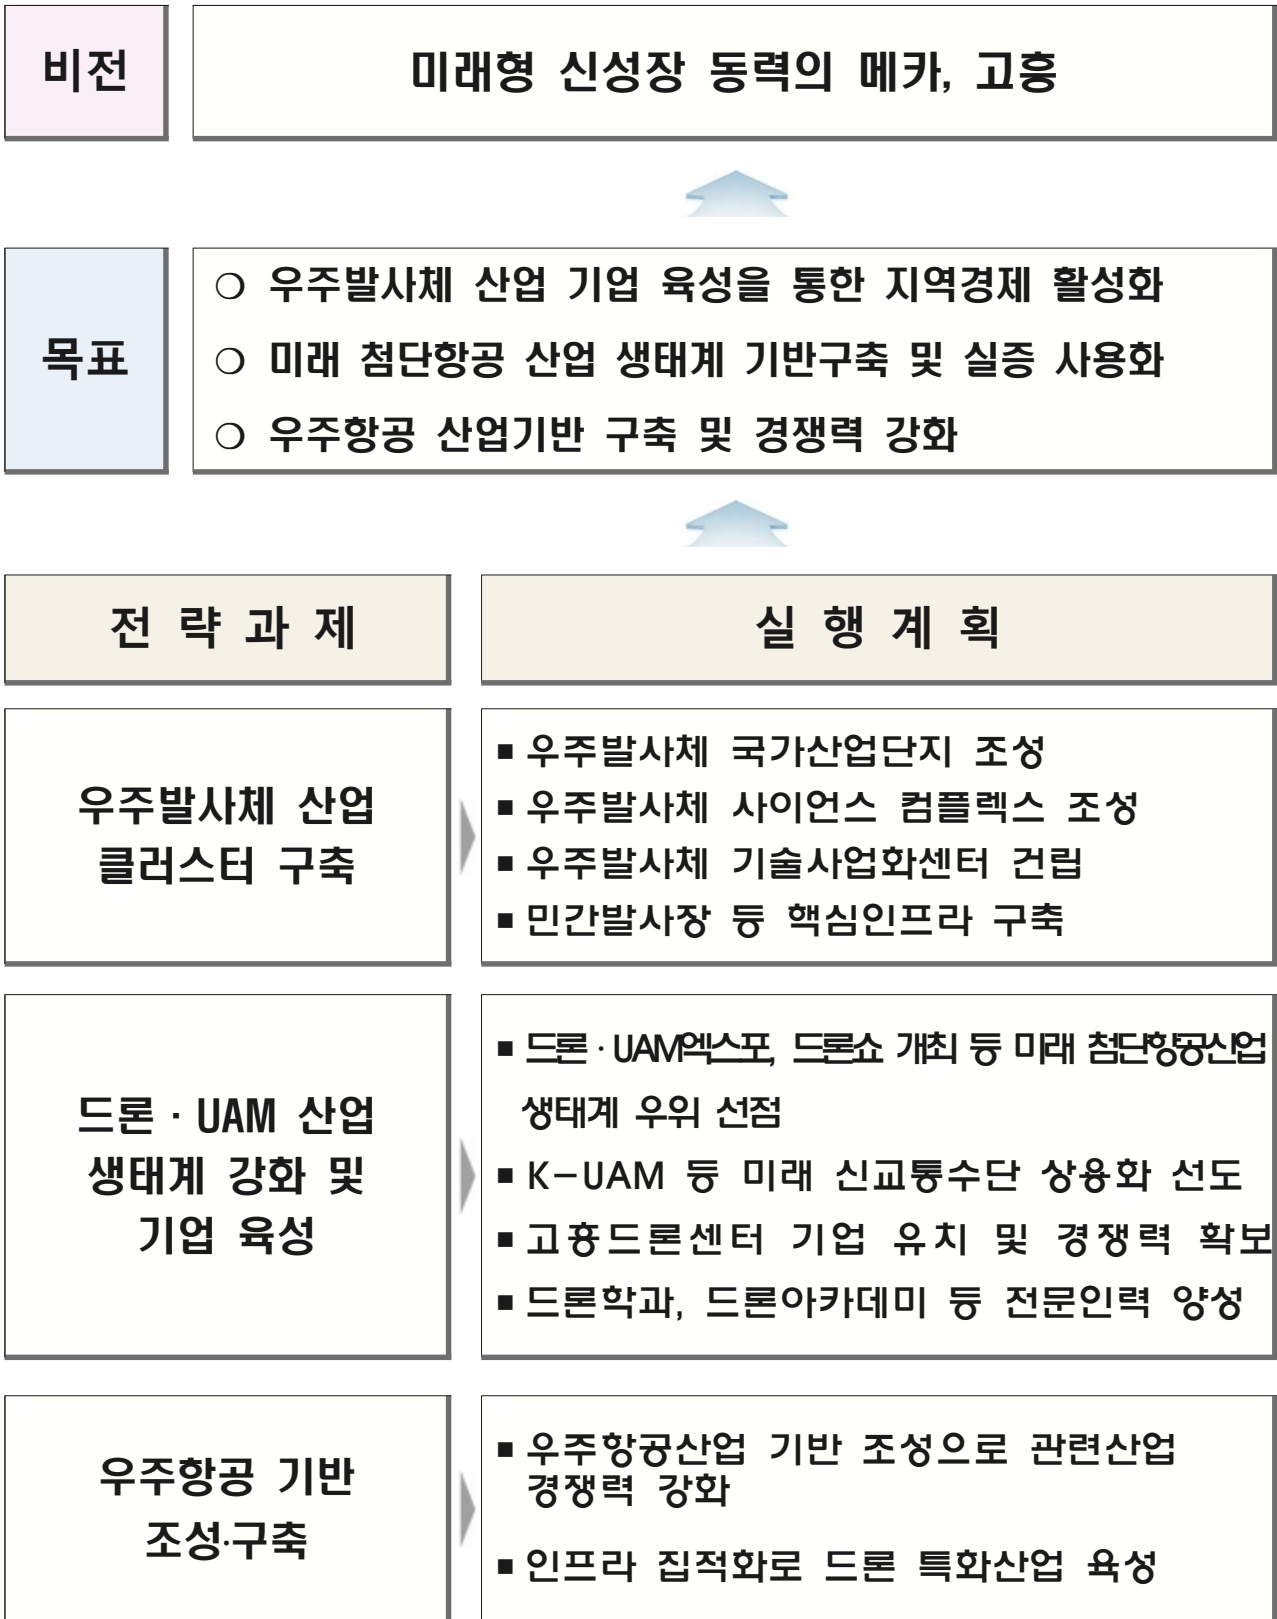 비전
미래형 신성장 동력의 메카, 고흥
목표
○ 우주발사체 산업 기업 육성을 통한 지역경제 활성화
○ 미래 첨단항공 산업 생태계 기반구축 및 실증 사용화
○ 우주항공 산업기반 구축 및 경쟁력 강화
전 략 과 제
실 행 계 획
우주발사체 산업
클러스터 구축
▪ 우주발사체 국가산업단지 조성
▪ 우주발사체 사이언스 컴플렉스 조성
▪ 우주발사체 기술사업화센터 건립
▪ 민간발사장 등 핵심인프라 구축
드론 · UAM 산업
생태계 강화 및
기업 육성
▪ 드론 · UAM엑스포, 드론쇼 개최 등 미래 첨단항공산업
생태계 우위 선점
▪ K-UAM 등 미래 신교통수단 상용화 선도
▪ 고흥드론센터 기업 유치 및 경쟁력 확보
▪ 드론학과, 드론아카데미 등 전문인력 양성
우주항공 기반
조성·구축
▪ 우주항공산업 기반 조성으로 관련산업
경쟁력 강화
▪ 인프라 집적화로 드론 특화산업 육성